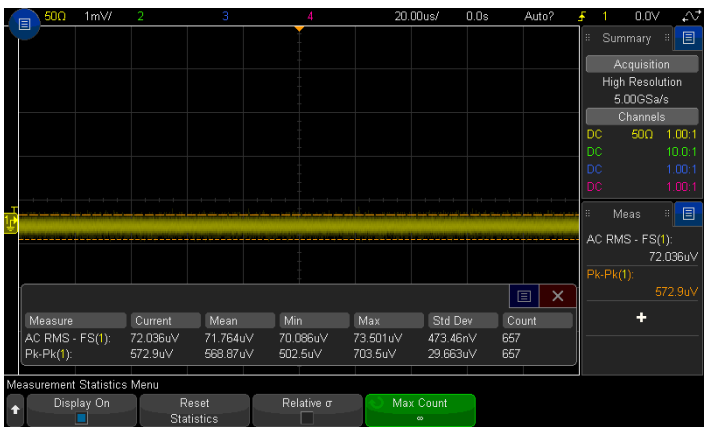 50Ω 1mV/ 2 3 4 20.00us/ 0.0s Auto? 1 0.0V
Summary
Acquisition
High Resolution
5.00GSa/s
Channels
DC 50Ω 1.00:1
DC 10.0:1
DC 1.00:1
DC 1.00:1
T
1
Meas
AC RMS - FS(1):
72.036uV
Pk-Pk(1):
572.9uV
+
Measure Current Mean Min Max Std Dev Count
AC RMS - FS(1): 72.036uV 71.764uV 70.086uV 73.501uV 473.46nV 657
Pk-Pk(1): 572.9uV 568.87uV 502.5uV 703.5uV 29.663uV 657
Measurement Statistics Menu
Display On
Reset
Statistics
Relative σ
Max Count
∞